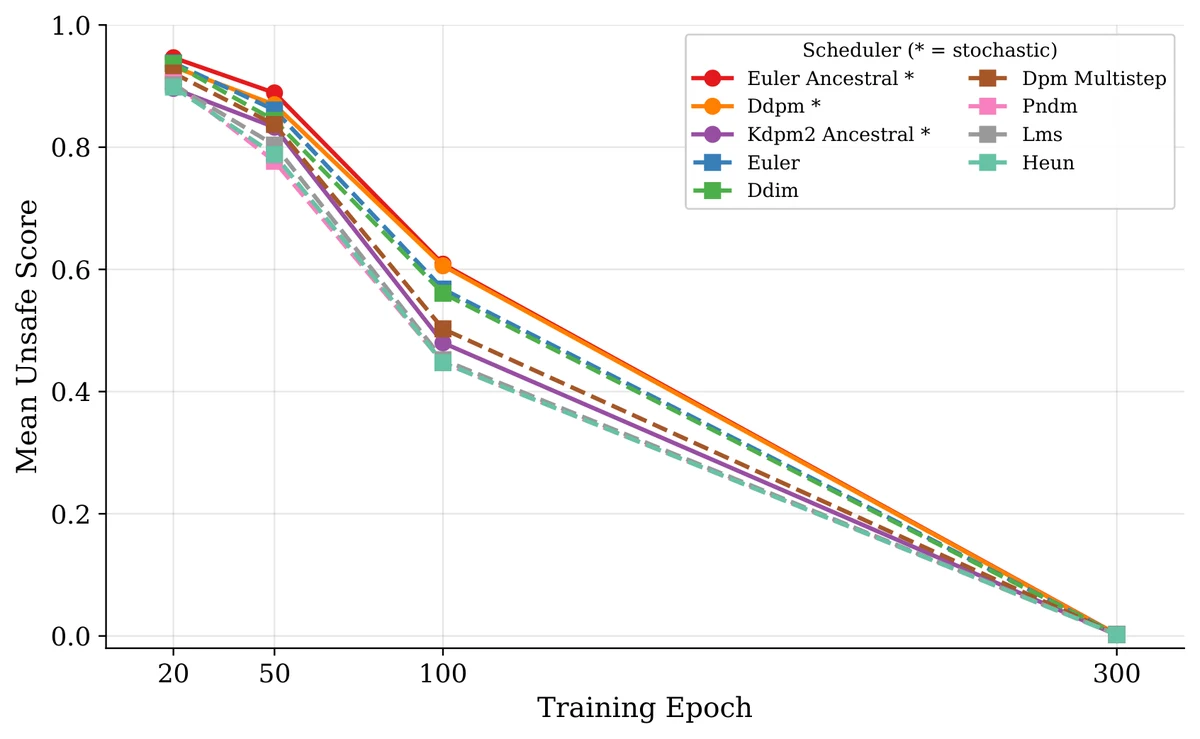 1.0
0.8
0.6
0.4
0.2
0.0
Mean Unsafe Score
Scheduler (* = stochastic)
Euler Ancestral *
Ddpm *
Kdpm2 Ancestral *
Euler
Ddim
Dpm Multistep
Pndm
Lms
Heun
20 50 100 300
Training Epoch